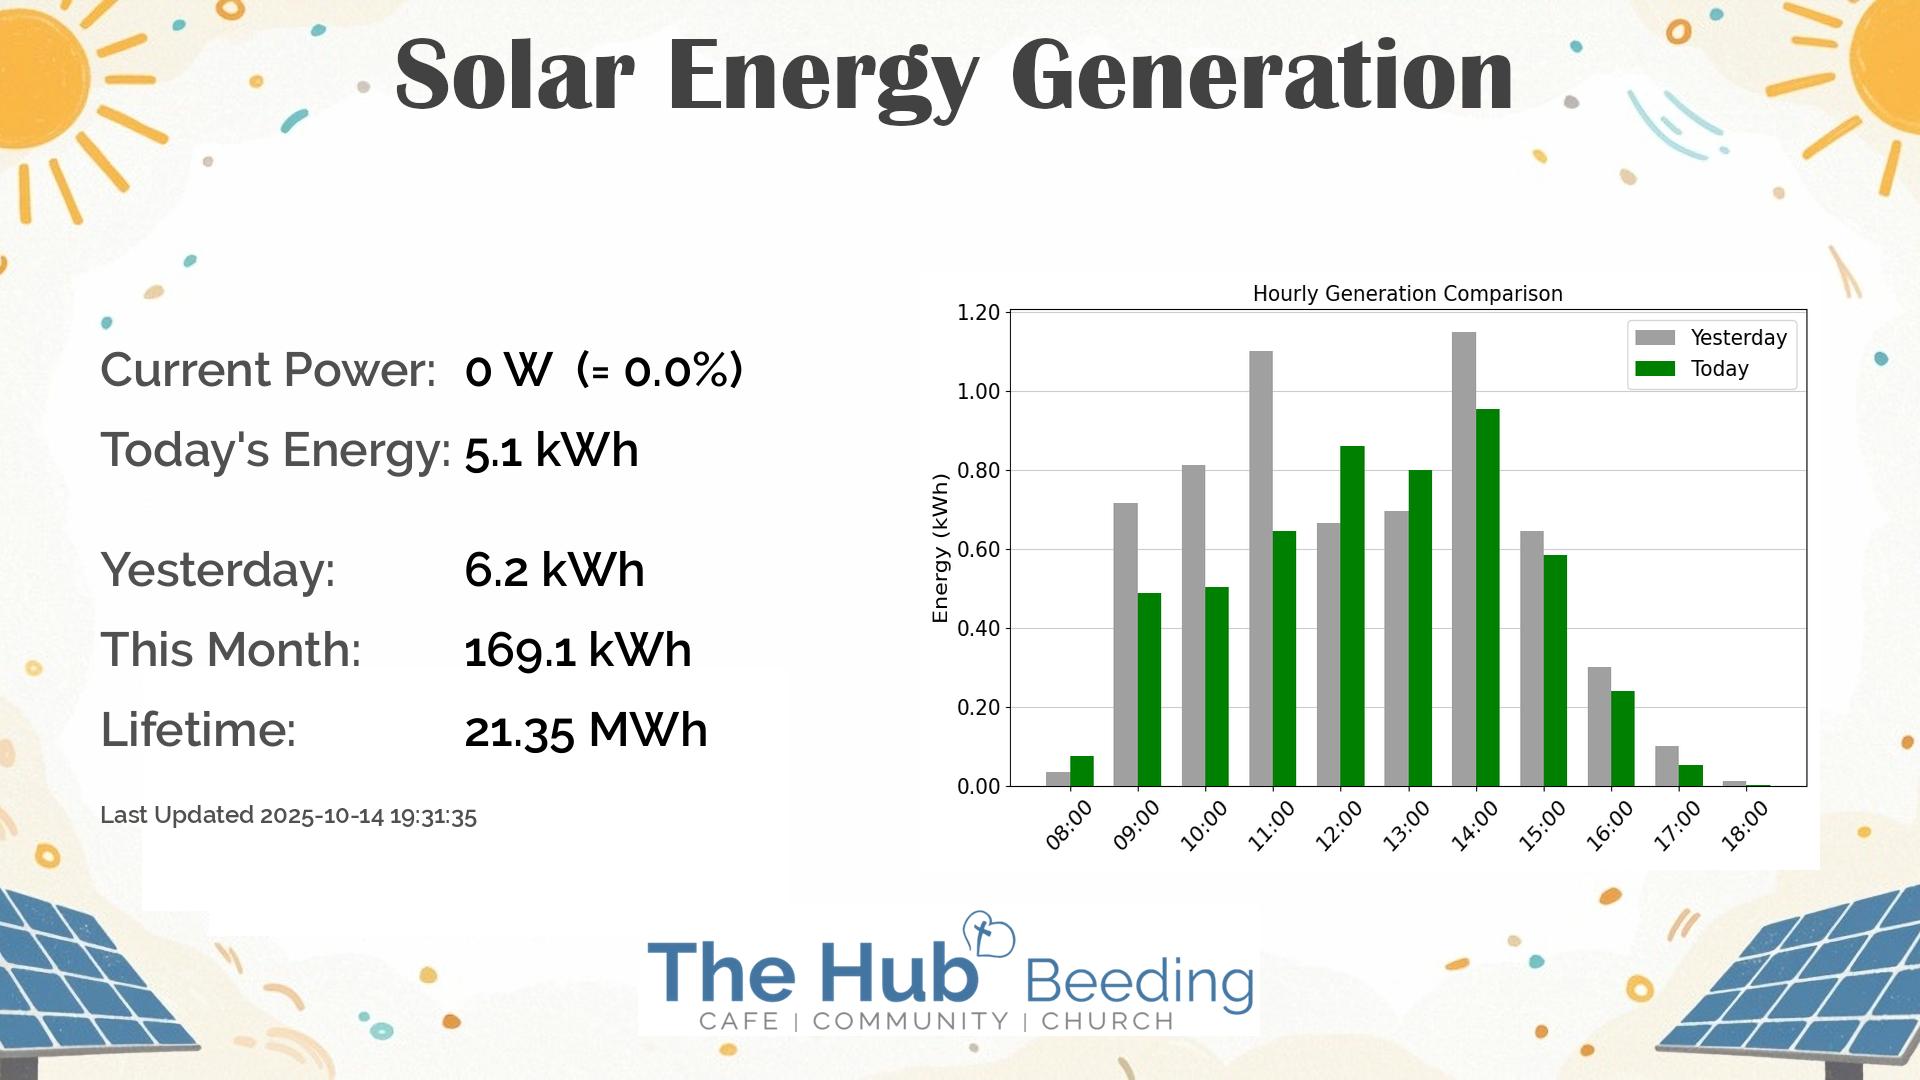 Solar Energy Generation
Current Power: 0 W (= 0.0%)
Today's Energy: 5.1 kWh
Yesterday: 6.2 kWh
This Month: 169.1 kWh
Lifetime: 21.35 MWh
Last Updated 2025-10-14 19:31:35
Hourly Generation Comparison
Yesterday
Today
Energy (kWh)
1.20
1.00
0.80
0.60
0.40
0.20
0.00
08:00 09:00 10:00 11:00 12:00 13:00 14:00 15:00 16:00 17:00 18:00
The Hub Beeding
CAFE | COMMUNITY | CHURCH